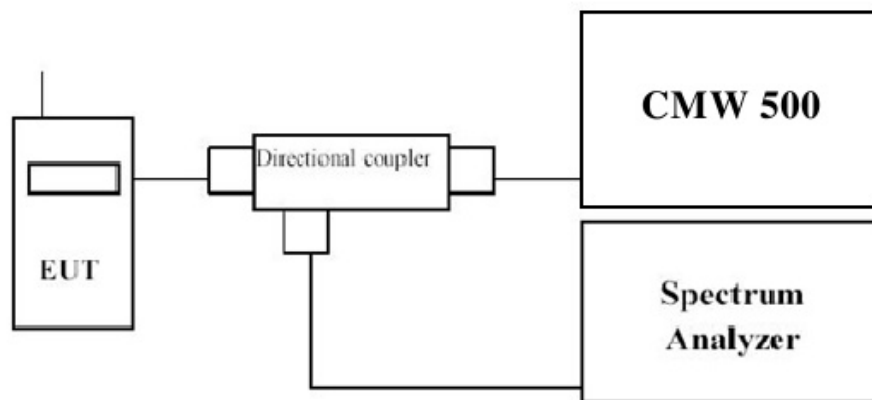 CMW 500
Directional coupler
EUT
Spectrum
Analyzer